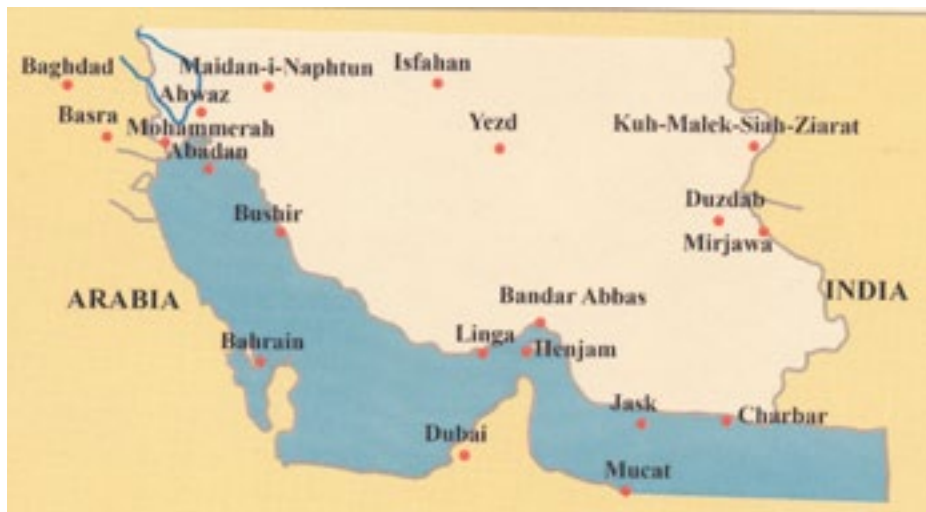 Baghdad
Maidan-i-Naphtun
Isfahan
Ahwaz
Basra
Mohammerah
Abadan
Yezd
Kuh-Malek-Siah-Ziarat
Duzdab
Bushir
Mirjawa
ARABIA
INDIA
Bandar Abbas
Linga
Henjam
Bahrain
Jask
Charbar
Dubai
Mucat